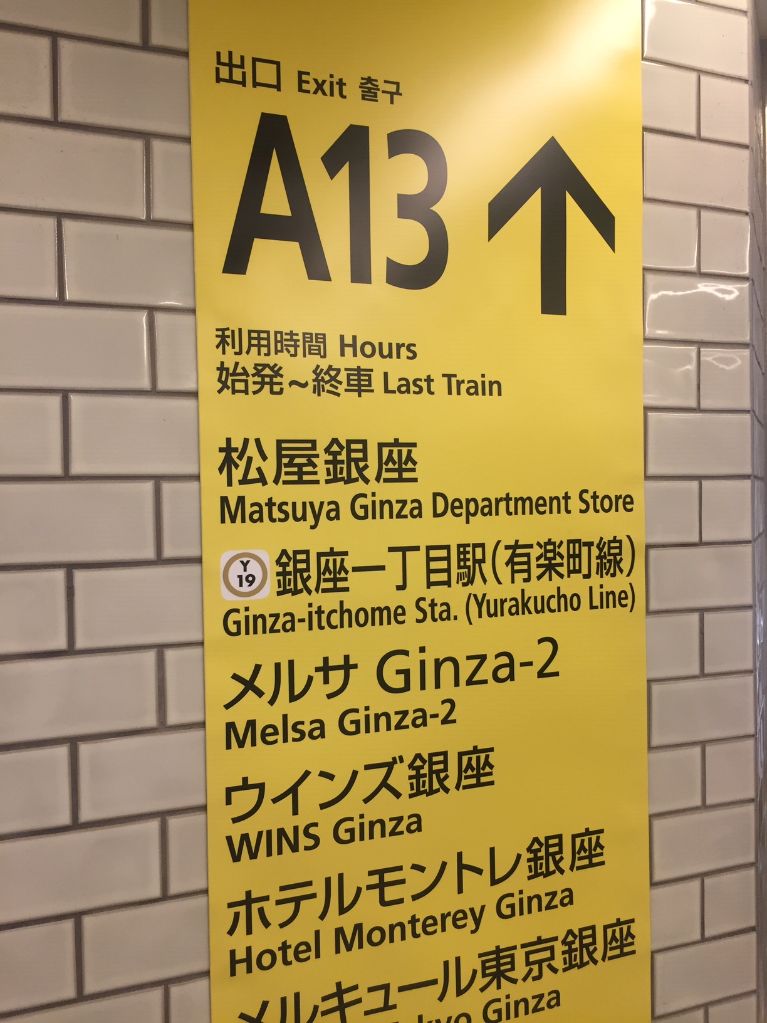 出口 Exit 출구
A13
利用時間 Hours
始発~終車 Last Train
松屋銀座
Matsuya Ginza Department Store
Y 19 銀座一丁目駅(有楽町線)
Ginza-itchome Sta. (Yurakucho Line)
メルサ Ginza-2
Melsa Ginza-2
ウインズ銀座
WINS Ginza
ホテルモントレ銀座
Hotel Monterey Ginza
メルキュール東京銀座
Ginza